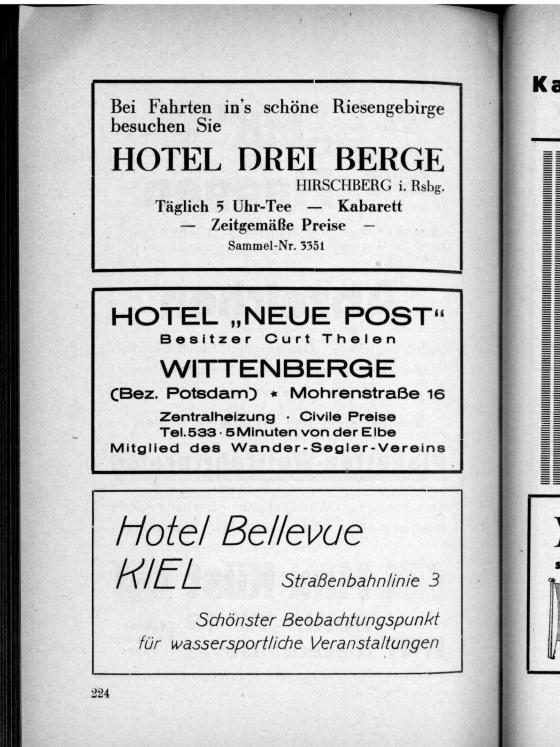 Bei Fahrten in's schöne Riesengebirge
besuchen Sie
HOTEL DREI BERGE
HIRSCHBERG i. Rsbg.
Täglich 5 Uhr-Tee — Kabarett
— Zeitgemäße Preise —
Sammel-Nr. 3351
HOTEL „NEUE POST“
Besitzer Curt Thelen
WITTENBERGE
(Bez. Potsdam) ★ Mohrenstraße 16
Zentralheizung · Civile Preise
Tel. 533 · 5 Minuten von der Elbe
Mitglied des Wander-Segler-Vereins
Hotel Bellevue
KIEL Straßenbahnlinie 3
Schönster Beobachtungspunkt
für wassersportliche Veranstaltungen
224
Ka